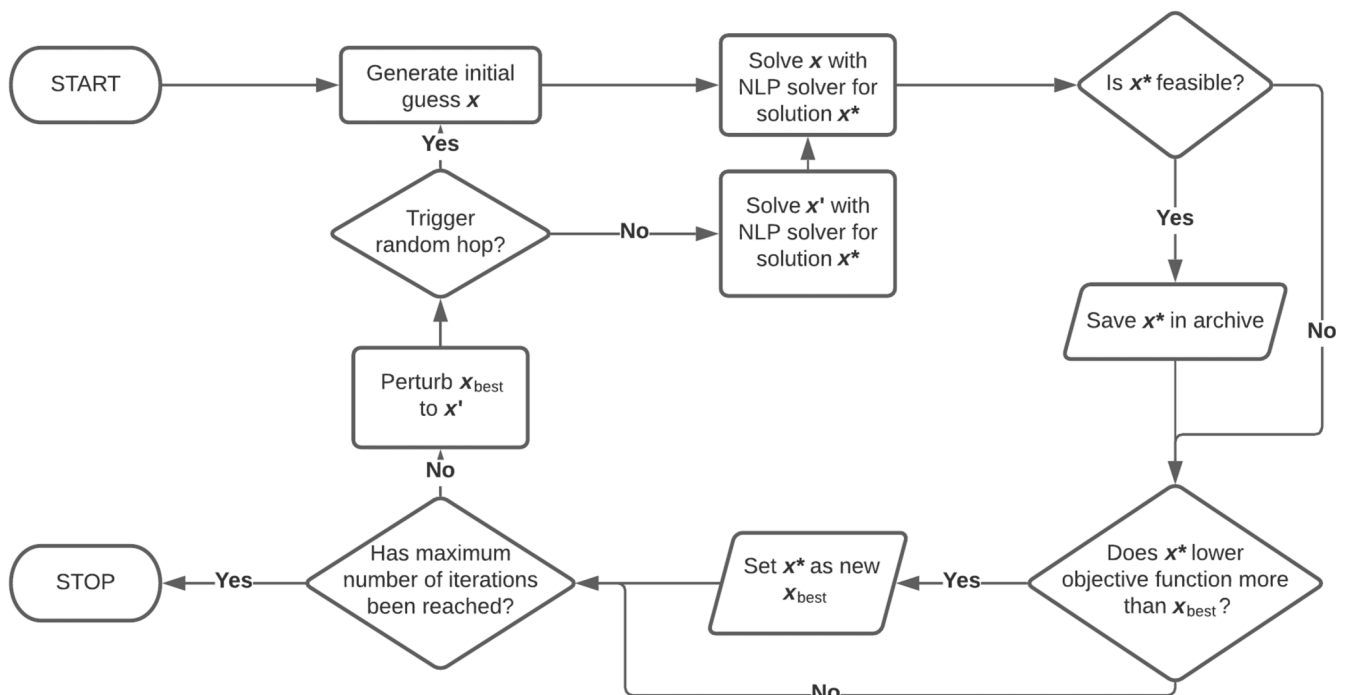 START
Generate initial
guess x
Solve x with
NLP solver for
solution x*
Is x* feasible?
Yes
Trigger
random hop?
No
Solve x' with
NLP solver for
solution x*
Yes
Save x* in archive
No
Perturb xbest
to x'
No
STOP
Yes
Has maximum
number of iterations
been reached?
Set x* as new
xbest
Yes
Does x* lower
objective function more
than xbest ?
No